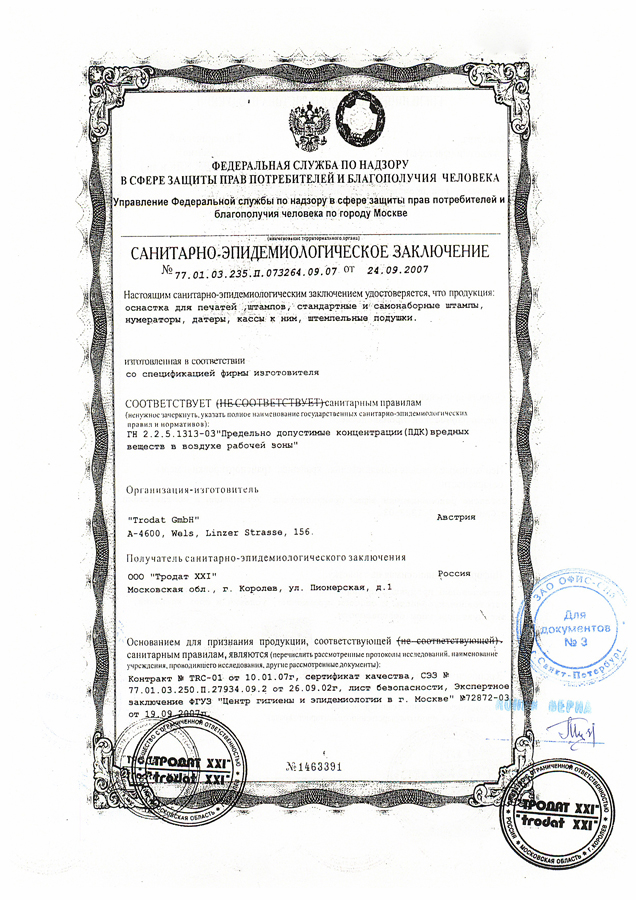 ФЕДЕРАЛЬНАЯ СЛУЖБА ПО НАДЗОРУ
В СФЕРЕ ЗАЩИТЫ ПРАВ ПОТРЕБИТЕЛЕЙ И БЛАГОПОЛУЧИЯ ЧЕЛОВЕКА
Управление Федеральной службы по надзору в сфере защиты прав потребителей и
благополучия человека по городу Москве
(наименование территориального органа)
САНИТАРНО-ЭПИДЕМИОЛОГИЧЕСКОЕ ЗАКЛЮЧЕНИЕ
№ 77.01.03.235.П.073264.09.07 от 24.09.2007
Настоящим санитарно-эпидемиологическим заключением удостоверяется, что продукция:
оснастка для печатей ,штампов, стандартные и самонаборные штампы,
нумераторы, датеры, кассы к ним, штемпельные подушки.
изготовленная в соответствии
со спецификацией фирмы изготовителя
СООТВЕТСТВУЕТ (НЕ СООТВЕТСТВУЕТ) санитарным правилам
(ненужное зачеркнуть, указать полное наименование государственных санитарно-эпидемиологических
правил и нормативов):
ГН 2.2.5.1313-03"Предельно допустимые концентрации(ПДК)вредных
веществ в воздухе рабочей зоны"
Организация-изготовитель
"Trodat GmbH" Австрия
A-4600, Wels, Linzer Strasse, 156.
Получатель санитарно-эпидемиологического заключения
ООО "Тродат XXI" Россия
Московская обл., г. Королев, ул. Пионерская, д.1
ЗАО ОФИС-СПб
Для
документов
№ 3
г.Санкт-Петербург
Основанием для признания продукции, соответствующей (не соответствующей),
санитарным правилам, являются (перечислить рассмотренные протоколы исследований, наименование
учреждения, проводившего исследования, другие рассмотренные документы):
Контракт № TRC-01 от 10.01.07г, сертификат качества, СЭЗ №
77.01.03.250.П.27934.09.2 от 26.09.02г, лист безопасности, Экспертное
заключение ФГУЗ "Центр гигиены и эпидемиологии в г. Москве" №72872-03
от 19.09.2007г.
КОПИЯ ВЕРНА
№1463391
ОБЩЕСТВО С ОГРАНИЧЕННОЙ ОТВЕТСТВЕННОСТЬЮ
ТРОДАТ XXI"
"trodat XXI"
МОСКОВСКАЯ ОБЛАСТЬ
С ОГРАНИЧЕННОЙ ОТВЕТСТВЕННОСТЬЮ
"ТРОДАТ XXI"
"trodat XXI"
РОССИЯ • МОСКОВСКАЯ ОБЛАСТЬ • Г. КОРОЛЕВ